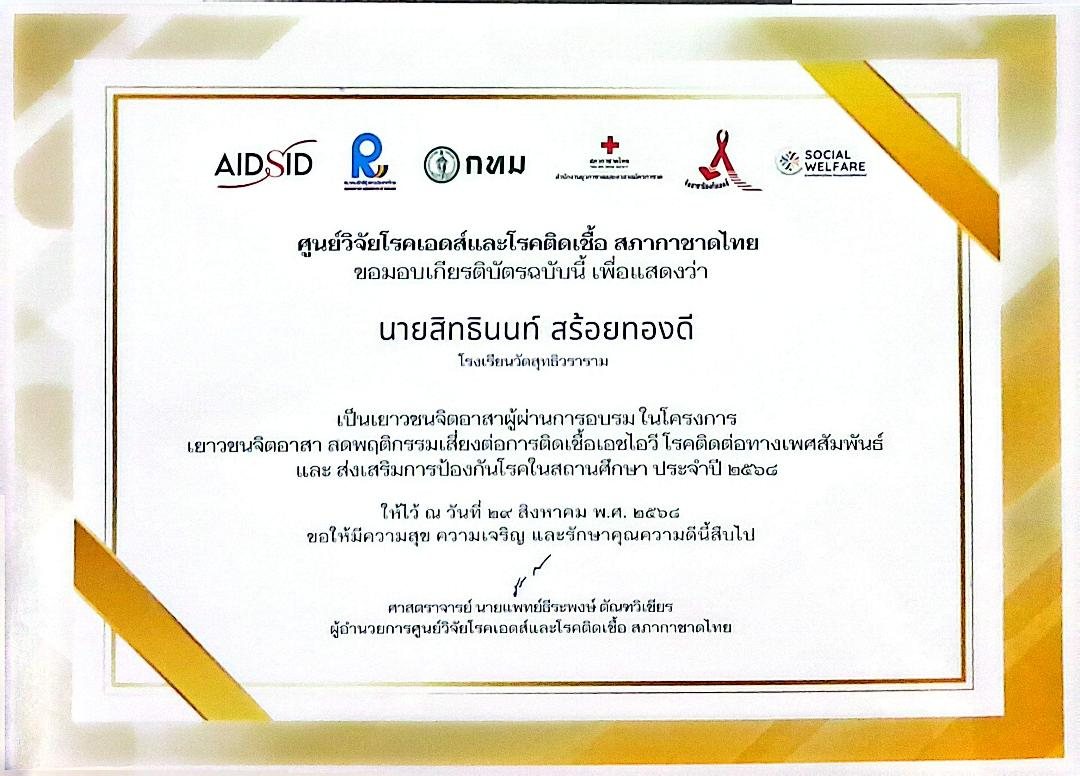 AIDSID
R
กทม
สภากาชาดไทย
SOCIAL
WELFARE
ศูนย์วิจัยโรคเอดส์และโรคติดเชื้อ สภากาชาดไทย
ขอมอบเกียรติบัตรฉบับนี้ เพื่อแสดงว่า
นายสิทธินนท์ สร้อยทองดี
โรงเรียนวัดสุทธิวราราม
เป็นเยาวชนจิตอาสาผู้ผ่านการอบรม ในโครงการ
เยาวชนจิตอาสา ลดพฤติกรรมเสี่ยงต่อการติดเชื้อเอชไอวี โรคติดต่อทางเพศสัมพันธ์
และ ส่งเสริมการป้องกันโรคในสถานศึกษา ประจำปี ๒๕๖๘
ให้ไว้ ณ วันที่ ๒๙ สิงหาคม พ.ศ. ๒๕๖๘
ขอให้มีความสุข ความเจริญ และรักษาคุณความดีนี้สืบไป
ศาสตราจารย์ นายแพทย์ธีระพงษ์ ตัณฑวิเชียร
ผู้อำนวยการศูนย์วิจัยโรคเอดส์และโรคติดเชื้อ สภากาชาดไทย